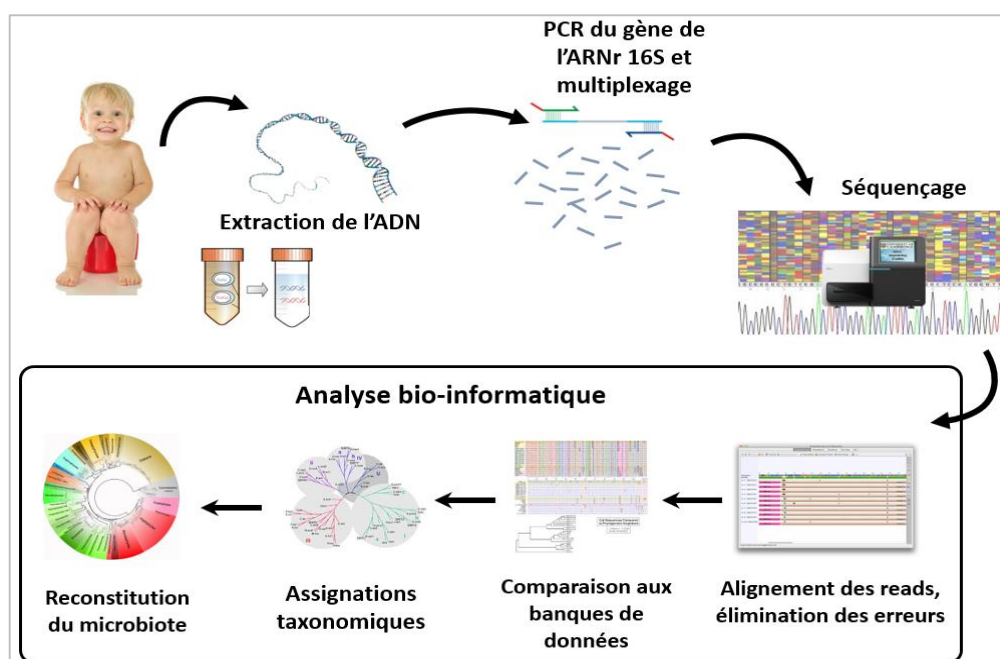 PCR du gène de
l’ARNr 16S et
multiplexage
Extraction de l’ADN
Séquençage
Analyse bio-informatique
Reconstitution
du microbiote
Assignations
taxonomiques
Comparaison aux
banques de
données
Alignement des reads,
élimination des erreurs